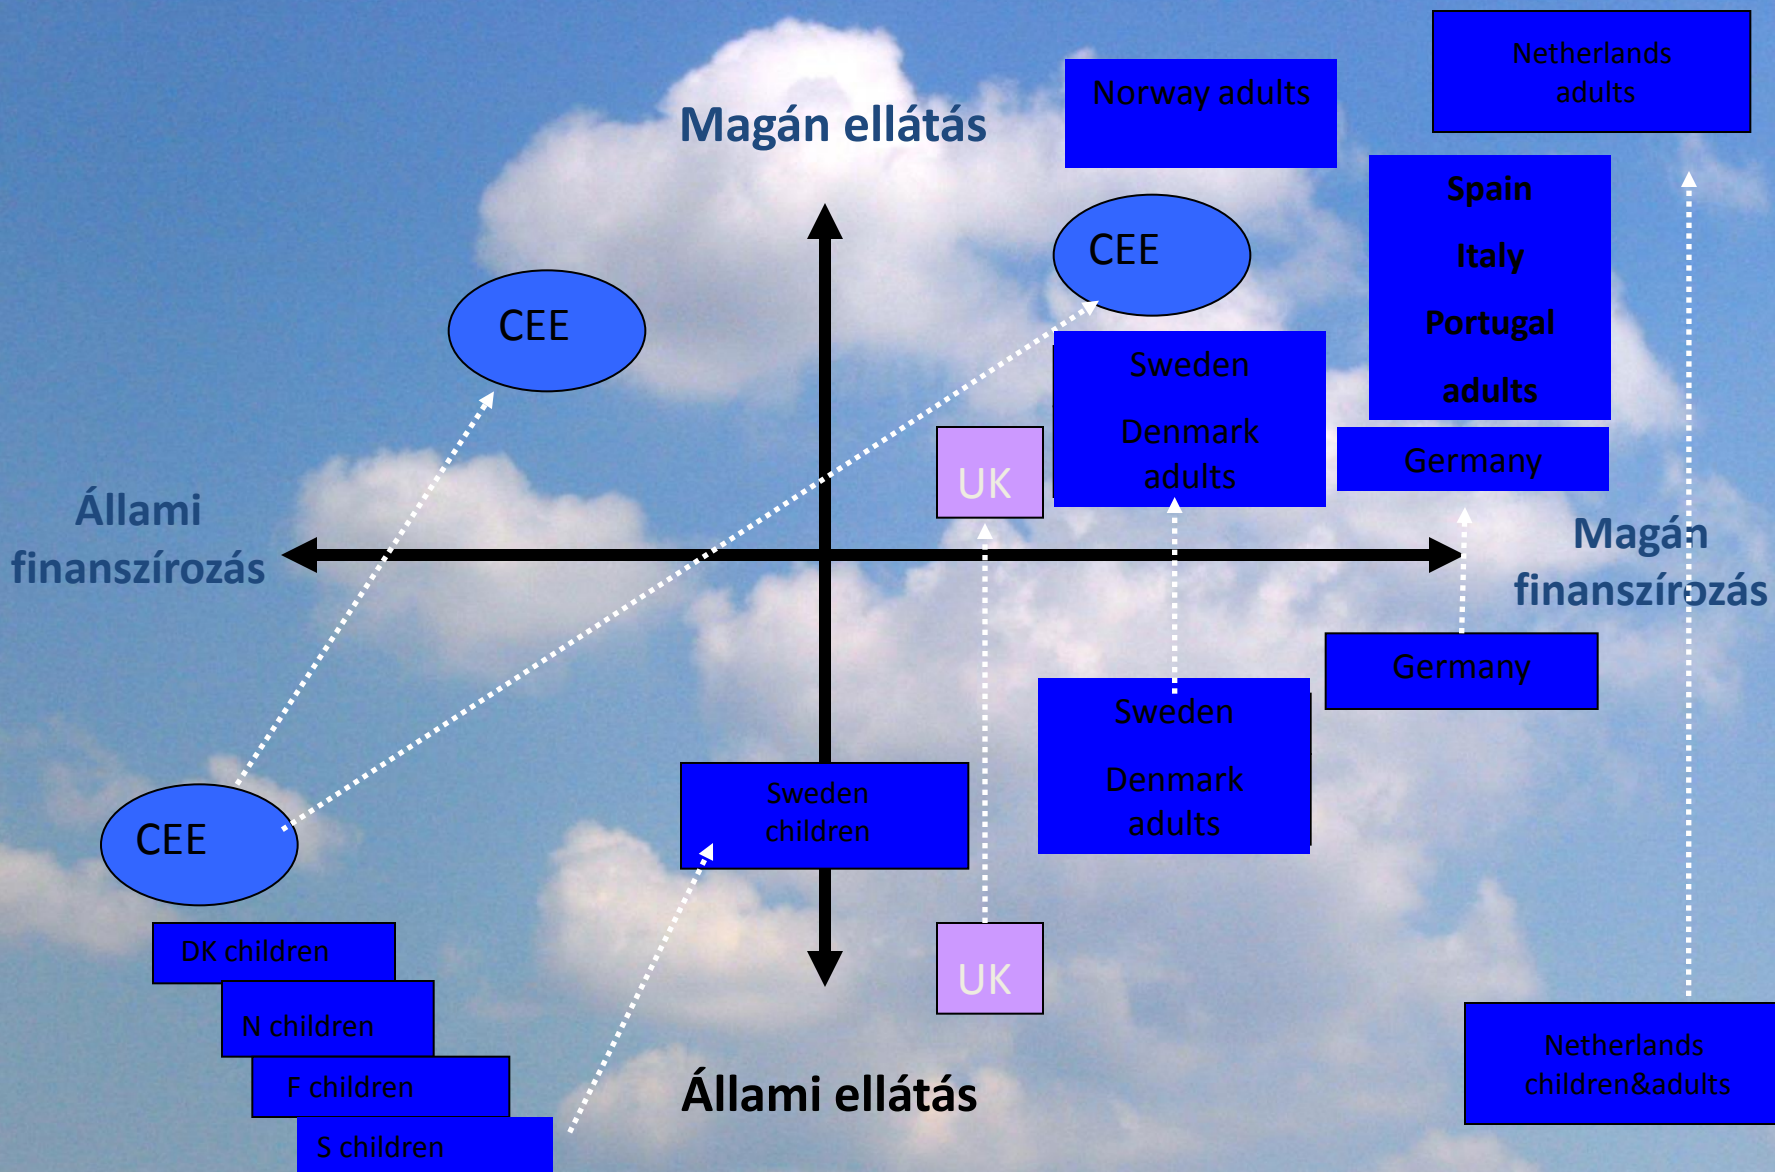 Netherlands
adults
Norway adults
Magán ellátás
Spain
Italy
Portugal
adults
CEE
CEE
Sweden
Denmark
adults
UK
Germany
Állami
finanszírozás
Magán
finanszírozás
Germany
Sweden
Denmark
adults
Sweden
children
CEE
DK children
N children
F children
S children
UK
Állami ellátás
Netherlands
children&adults